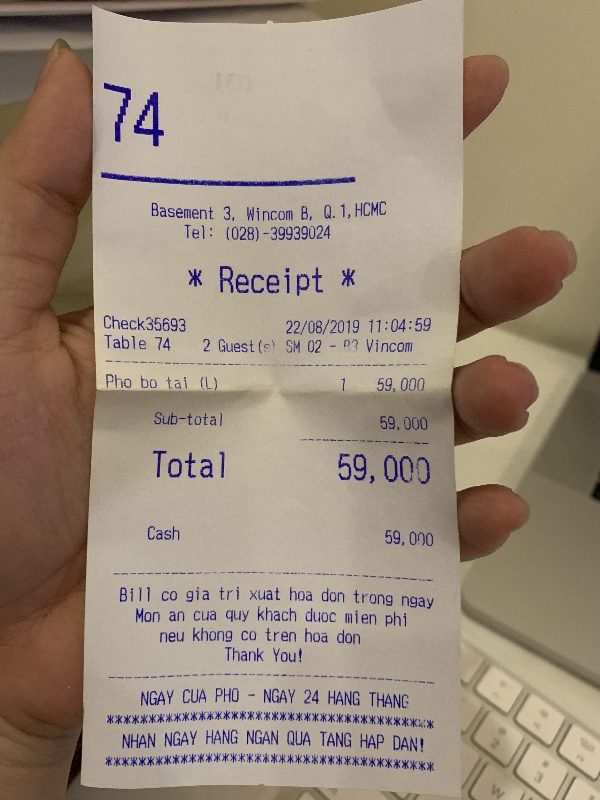 74
Basement 3, Wincom B, Q.1,HCMC
Tel: (028)-39939024
* Receipt *
Check35693 22/08/2019 11:04:59
Table 74 2 Guest(s) SM 02 - B3 Vincom
Pho bo tai (L) 1 59,000
Sub-total 59,000
Total 59,000
Cash 59,000
Bill co gia tri xuat hoa don trong ngay
Mon an cua quy khach duoc mien phi
neu khong co tren hoa don
Thank You!
NGAY CUA PHO - NGAY 24 HANG THANG
****************************************
NHAN NGAY HANG NGAN QUA TANG HAP DAN!
****************************************
2
3
W